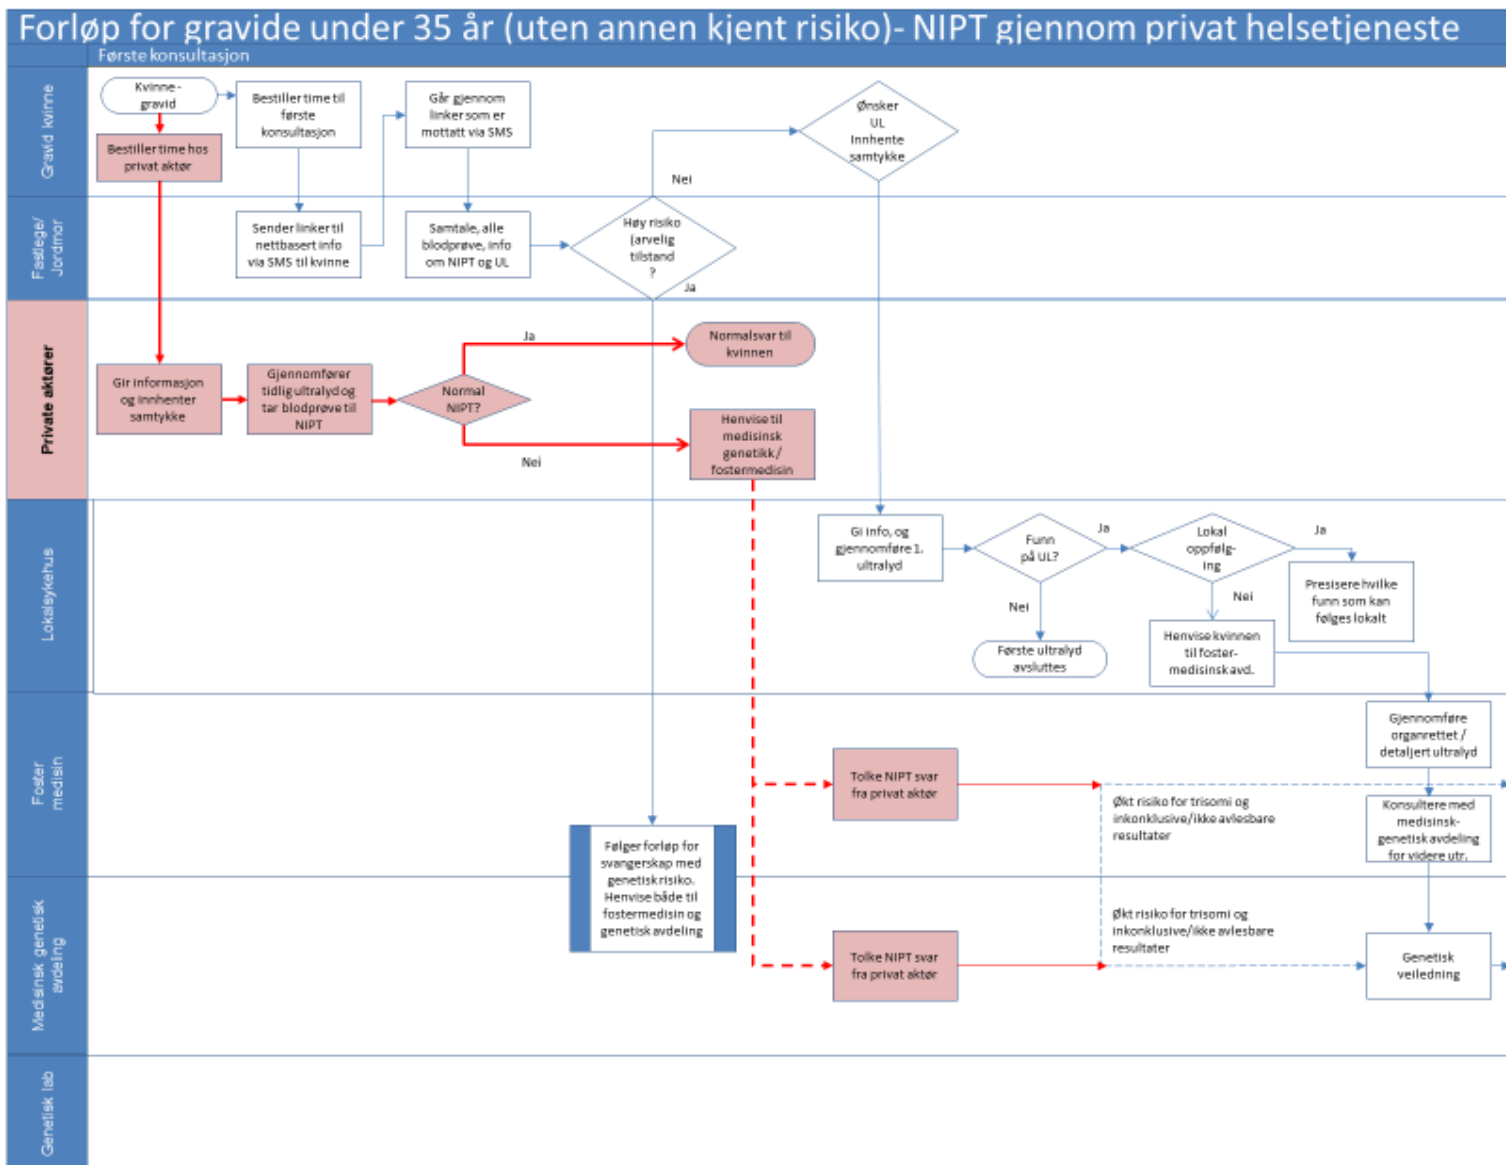 Forløp for gravide under 35 år (uten annen kjent risiko)- NIPT gjennom privat helsetjeneste
Første konsultasjon
Gravid kvinne
Kvinne -
gravid
Bestiller time til
første
konsultasjon
Går gjennom
linker som er
mottatt via SMS
Ønsker
UL
Innhente
samtykke
Bestiller time hos
privat aktør
Nei
Fastlege/
Jordmor
Sender linker til
nettbasert info
via SMS til kvinne
Samtale, alle
blodprøve, info
om NIPT og UL
Høy risiko
(arvelig
tilstand
?
Ja
Private aktører
Gir informasjon
og innhenter
samtykke
Gjennomfører
tidlig ultralyd og
tar blodprøve til
NIPT
Normal
NIPT?
Ja
Normalsvar til
kvinnen
Nei
Henvise til
medisinsk
genetikk /
fostermedisin
Lokalsykehus
Gi info, og
gjennomføre 1.
ultralyd
Funn
på UL?
Ja
Lokal
oppfølg-
ing
Ja
Presisere hvilke
funn som kan
følges lokalt
Nei
Første ultralyd
avsluttes
Nei
Henvise kvinnen
til foster-
medisinsk avd.
Foster
medisin
Tolke NIPT svar
fra privat aktør
Økt risiko for trisomi og
inkonklusive/ikke avlesbare
resultater
Gjennomføre
organrettet /
detaljert ultralyd
Konsultere med
medisinsk-
genetisk avdeling
for videre utr.
Følger forløp for
svangerskap med
genetisk risiko.
Henvise både til
fostermedisin og
genetisk avdeling
Medisinsk genetisk
avdeling
Tolke NIPT svar
fra privat aktør
Økt risiko for trisomi og
inkonklusive/ikke avlesbare
resultater
Genetisk
veiledning
Genetisk lab